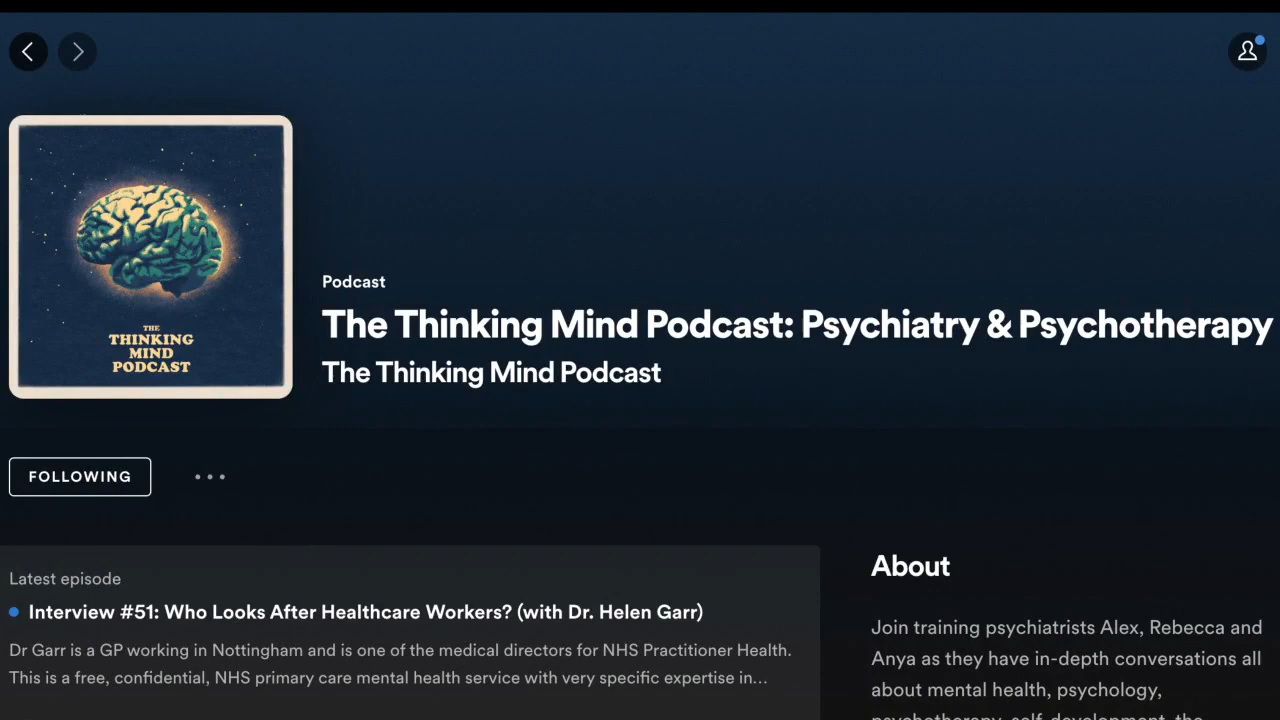 THE
THINKING
MIND
PODCAST
Podcast
The Thinking Mind Podcast: Psychiatry & Psychotherapy
The Thinking Mind Podcast
FOLLOWING
Latest episode
Interview #51: Who Looks After Healthcare Workers? (with Dr. Helen Garr)
Dr Garr is a GP working in Nottingham and is one of the medical directors for NHS Practitioner Health.
This is a free, confidential, NHS primary care mental health service with very specific expertise in...
About
Join training psychiatrists Alex, Rebecca and
Anya as they have in-depth conversations all
about mental health, psychology,
psychotherapy, self-development, the